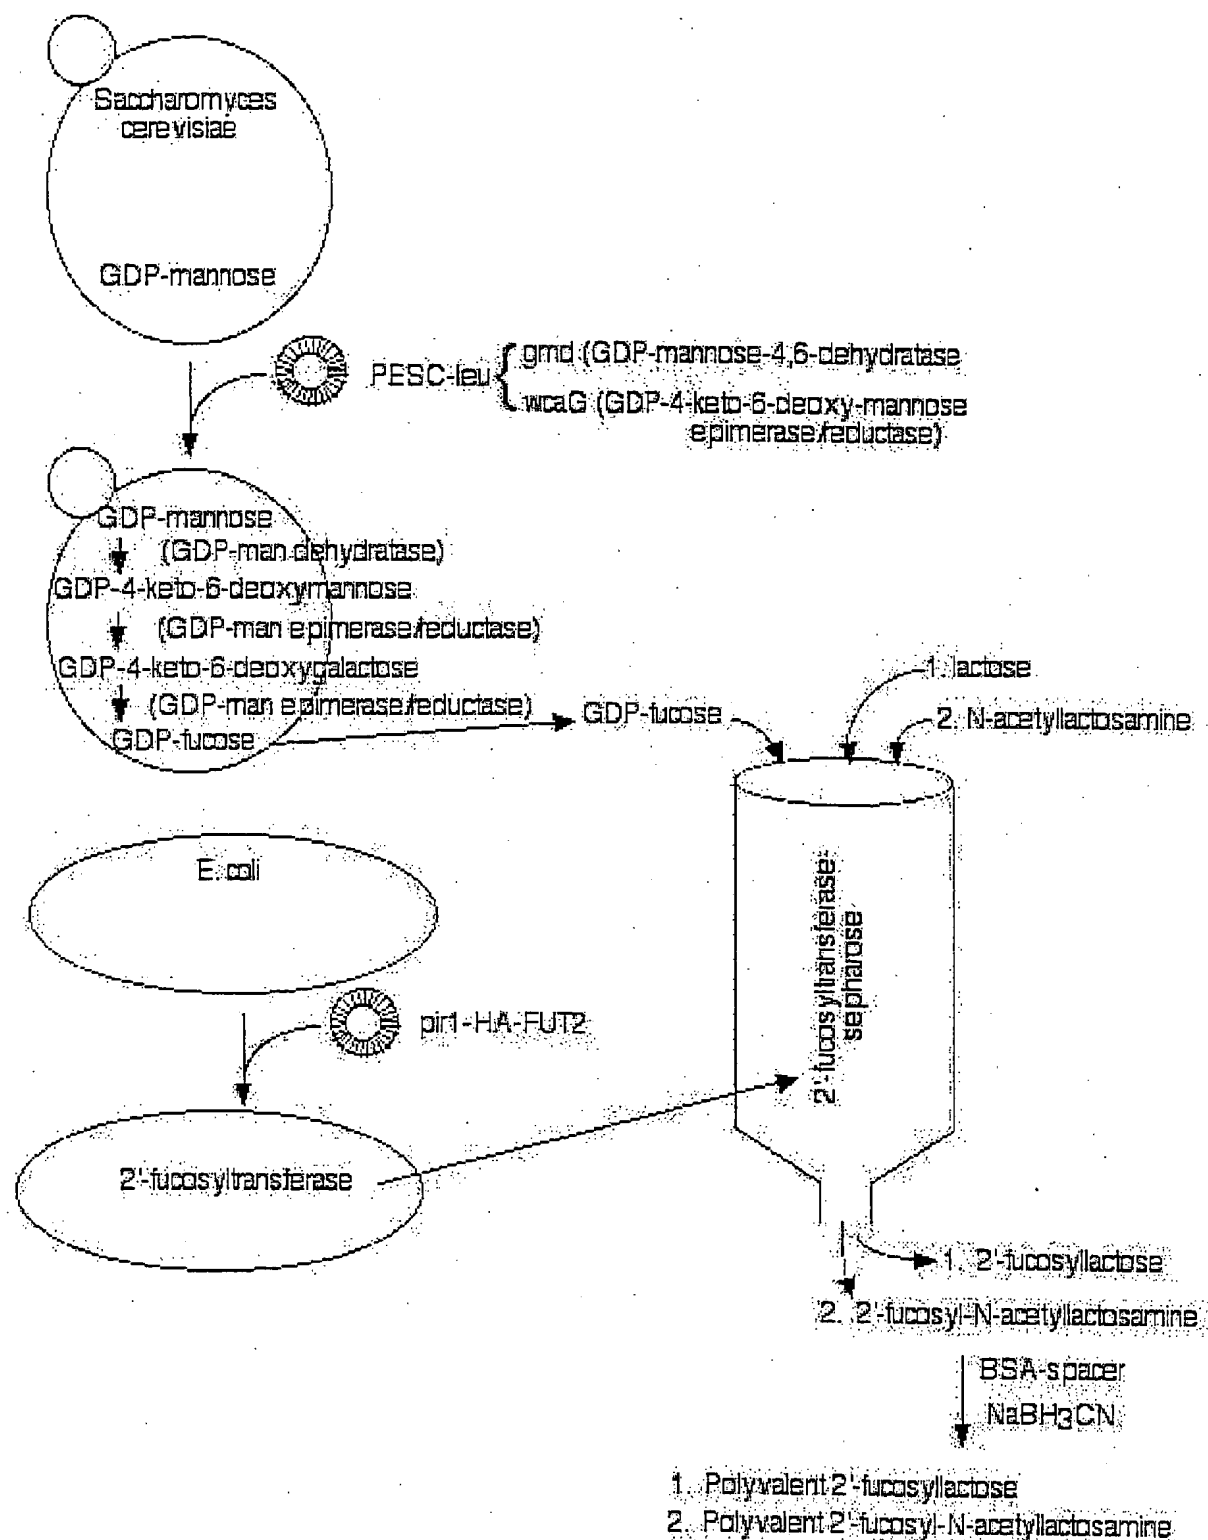 Saccharomyces
cerevisiae
GDP-mannose
PESC-leu
gmd (GDP-mannose-4,6-dehydratase
wcaG (GDP-4-keto-6-deoxy-mannose
epimerase/reductase)
GDP-mannose
(GDP-man dehydratase)
GDP-4-keto-6-deoxymannose
(GDP-man epimerase/reductase)
GDP-4-keto-6-deoxygalactose
(GDP-man epimerase/reductase)
GDP-fucose
GDP-fucose
1. lactose
2. N-acetyllactosamine
2'-fucosyltransferase-
sepharose
E. coli
pir1-HA-FUT2
2'-fucosyltransferase
1. 2'-fucosyllactose
2. 2'-fucosyl-N-acetyllactosamine
BSA-spacer
NaBH3CN
1. Polyvalent 2'-fucosyllactose
2. Polyvalent 2'-fucosyl-N-acetyllactosamine